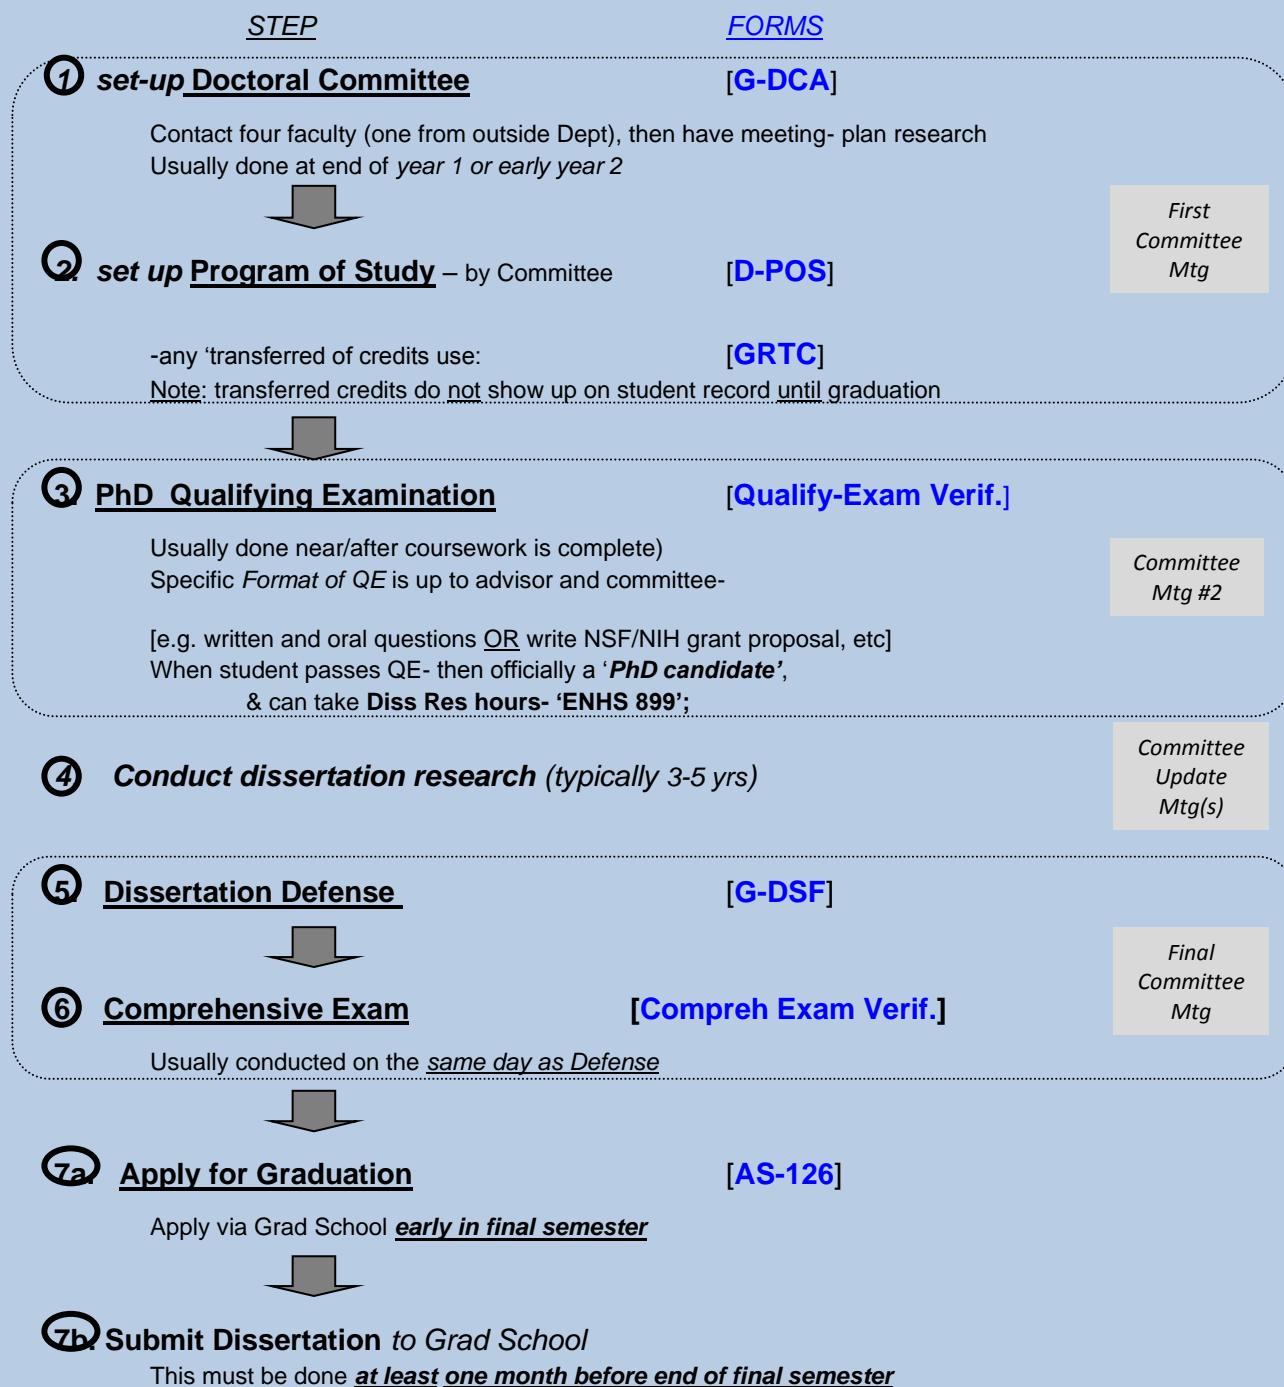 STEP FORMS
1 set-up Doctoral Committee [G-DCA]
Contact four faculty (one from outside Dept), then have meeting- plan research
Usually done at end of year 1 or early year 2
First
Committee
Mtg
2. set up Program of Study – by Committee [D-POS]
-any ‘transferred of credits use: [GRTC]
Note: transferred credits do not show up on student record until graduation
3. PhD Qualifying Examination [Qualify-Exam Verif.]
Usually done near/after coursework is complete)
Specific Format of QE is up to advisor and committee-
Committee
Mtg #2
[e.g. written and oral questions OR write NSF/NIH grant proposal, etc]
When student passes QE- then officially a ‘PhD candidate’,
& can take Diss Res hours- ‘ENHS 899’;
4 Conduct dissertation research (typically 3-5 yrs)
Committee
Update
Mtg(s)
5. Dissertation Defense [G-DSF]
Final
Committee
Mtg
6 Comprehensive Exam [Compreh Exam Verif.]
Usually conducted on the same day as Defense
7a. Apply for Graduation [AS-126]
Apply via Grad School early in final semester
7b. Submit Dissertation to Grad School
This must be done at least one month before end of final semester